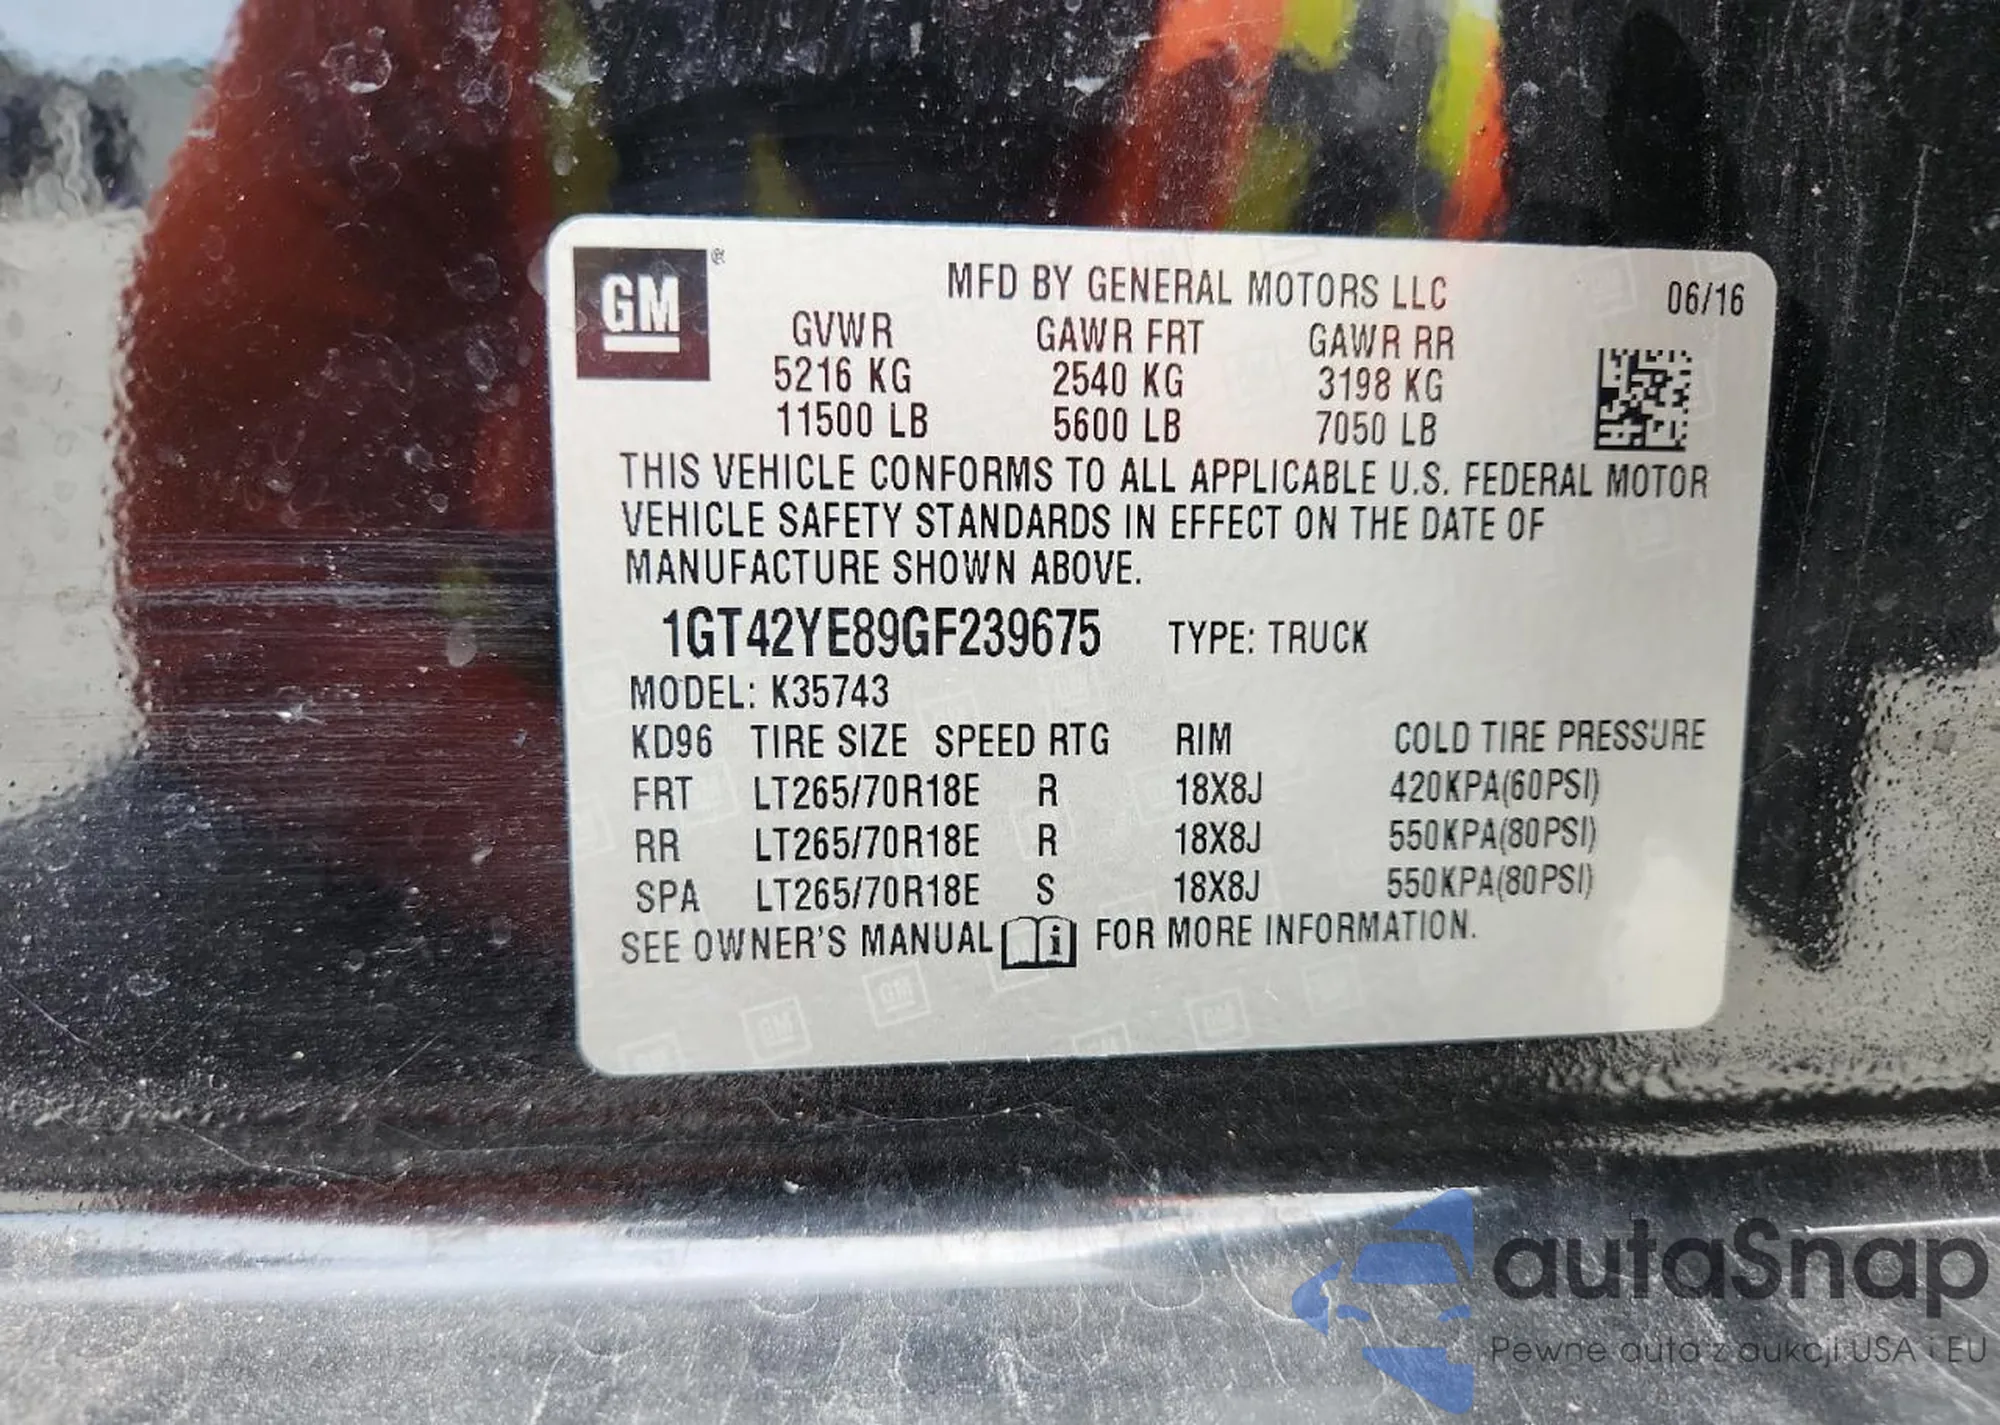 GM ®
MFD BY GENERAL MOTORS LLC 06/16
GVWR GAWR FRT GAWR RR
5216 KG 2540 KG 3198 KG
11500 LB 5600 LB 7050 LB
THIS VEHICLE CONFORMS TO ALL APPLICABLE U.S. FEDERAL MOTOR
VEHICLE SAFETY STANDARDS IN EFFECT ON THE DATE OF
MANUFACTURE SHOWN ABOVE.
1GT42YE89GF239675 TYPE: TRUCK
MODEL: K35743
KD96 TIRE SIZE SPEED RTG RIM COLD TIRE PRESSURE
FRT LT265/70R18E R 18X8J 420KPA(60PSI)
RR LT265/70R18E R 18X8J 550KPA(80PSI)
SPA LT265/70R18E S 18X8J 550KPA(80PSI)
SEE OWNER'S MANUAL i FOR MORE INFORMATION.
GM GM GM
autaSnap
Pewne auta z aukcji USA i EU